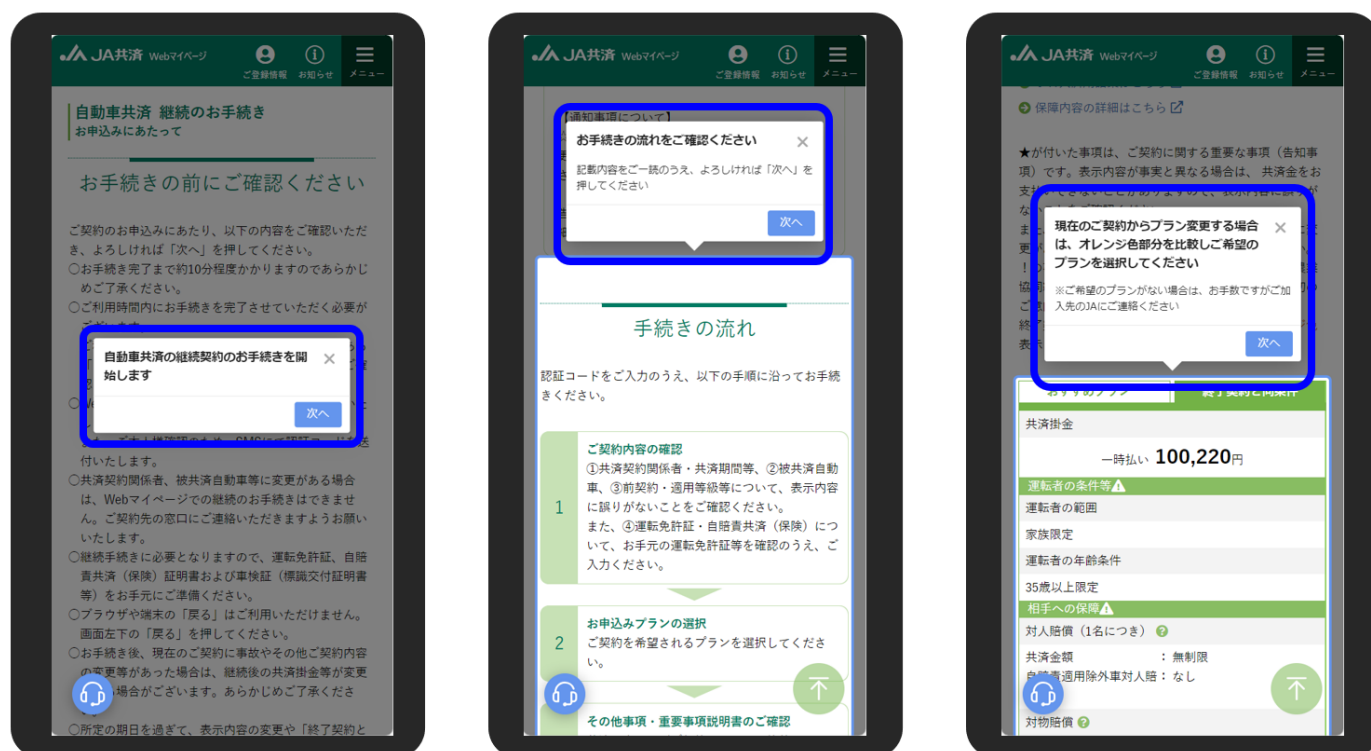 JA共済 Webマイページ
ご登録情報 お知らせ メニュー
自動車共済 継続のお手続き
お申込みにあたって
お手続きの前にご確認ください
ご契約のお申込みにあたり、以下の内容をご確認いただ
き、よろしければ「次へ」を押してください。
○お手続き完了まで約10分程度かかりますのであらかじ
めご了承ください。
○ご利用時間内にお手続きを完了させていただく必要が
自動車共済の継続契約のお手続きを開
始します
次へ
付いたします。
○共済契約関係者、被共済自動車等に変更がある場合
は、Webマイページでの継続のお手続きはできませ
ん。ご契約先の窓口にご連絡いただきますようお願い
いたします。
○継続手続きに必要となりますので、運転免許証、自賠
責共済（保険）証明書および車検証（標識交付証明書
等）をお手元にご準備ください。
○ブラウザや端末の「戻る」はご利用いただけません。
画面左下の「戻る」を押してください。
○お手続き後、現在のご契約に事故やその他ご契約内容
の変更等があった場合は、継続後の共済掛金等が変更
場合がございます。あらかじめご了承くださ
○所定の期日を過ぎて、表示内容の変更や「終了契約と
JA共済 Webマイページ
ご登録情報 お知らせ メニュー
【通知事項について】
お手続きの流れをご確認ください
記載内容をご一読のうえ、よろしければ「次へ」を
押してください
次へ
手続きの流れ
認証コードをご入力のうえ、以下の手順に沿ってお手続
きください。
1
ご契約内容の確認
①共済契約関係者・共済期間等、②被共済自動
車、③前契約・適用等級等について、表示内容
に誤りがないことをご確認ください。
また、④運転免許証・自賠責共済（保険）につ
いて、お手元の運転免許証等を確認のうえ、ご
入力ください。
2
お申込みプランの選択
ご契約を希望されるプランを選択してくださ
い。
その他事項・重要事項説明書のご確認
JA共済 Webマイページ
ご登録情報 お知らせ メニュー
保障内容の詳細はこちら
★が付いた事項は、ご契約に関する重要な事項（告知事
項）です。表示内容が事実と異なる場合は、 共済金をお
現在のご契約からプラン変更する場合
は、オレンジ色部分を比較しご希望の
プランを選択してください
※ご希望のプランがない場合は、お手数ですがご加
入先のJAにご連絡ください
次へ
おすすめプラン 終了契約と同条件
共済掛金
一時払い 100,220円
運転者の条件等
運転者の範囲
家族限定
運転者の年齢条件
35歳以上限定
相手への保障
対人賠償（1名につき）
共済金額 ：無制限
自賠責適用除外車対人賠：なし
対物賠償